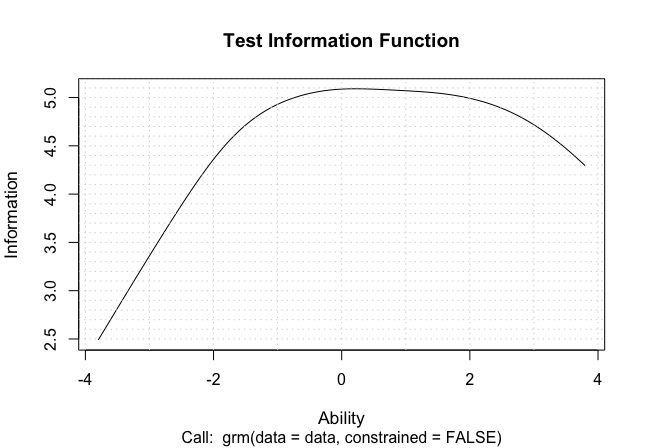 Test Information Function
Information
5.0
4.5
4.0
3.5
3.0
2.5
-4
-2
0
2
4
Ability
Call:  grm(data = data, constrained = FALSE)